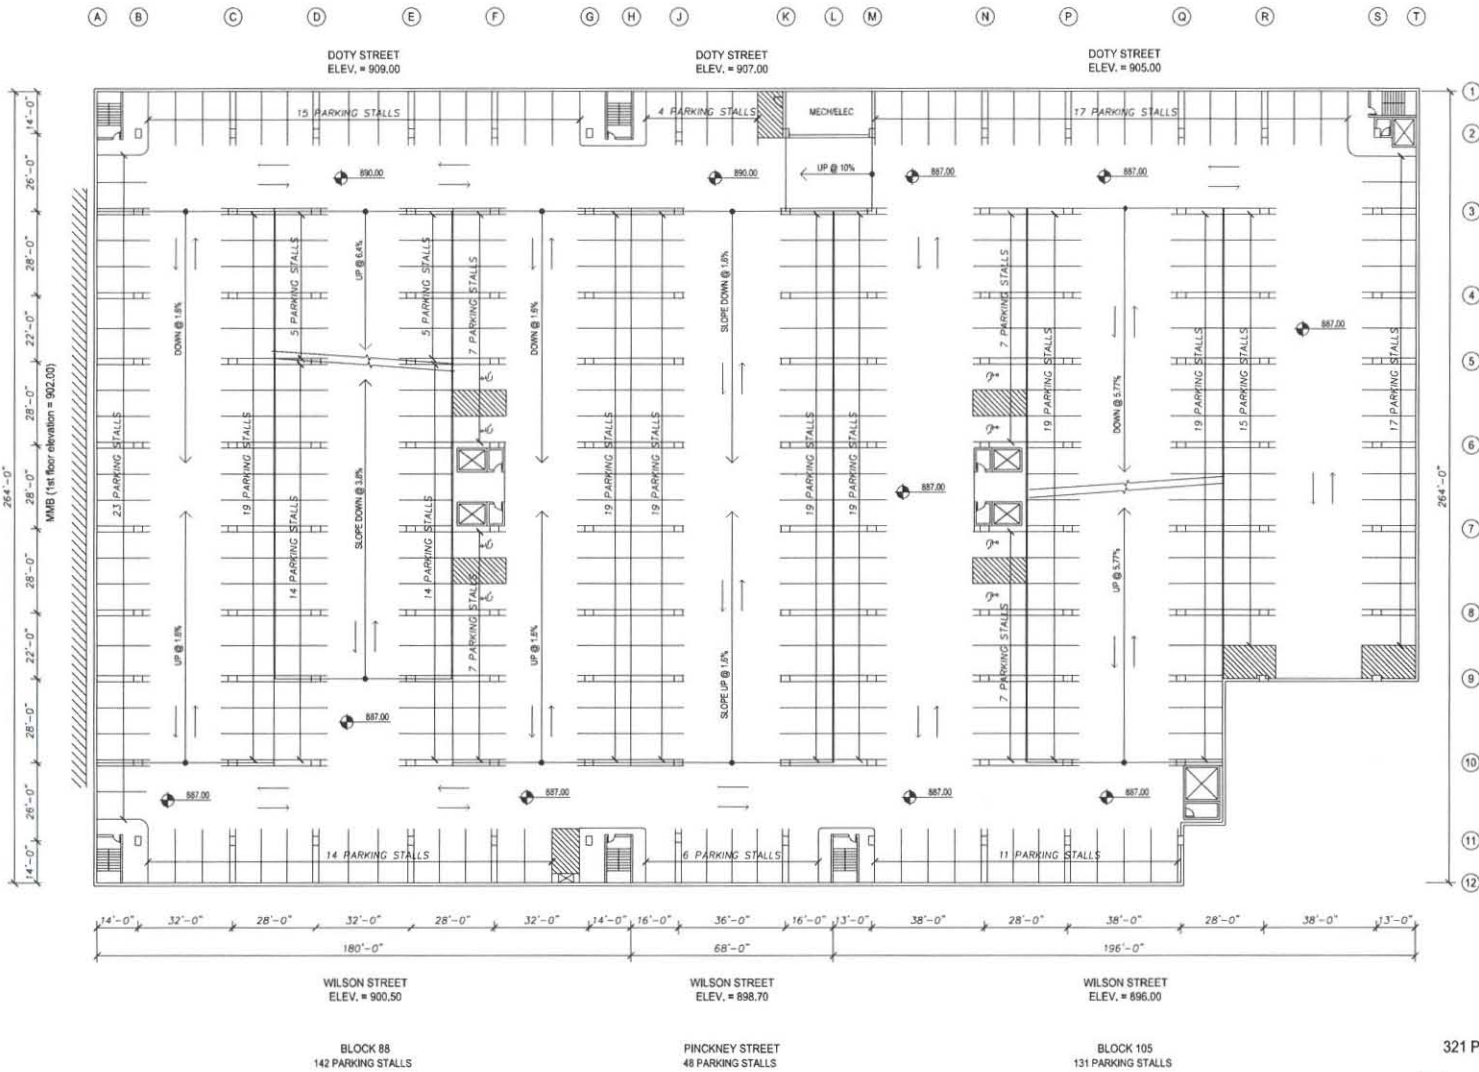 A B C D E F G H J K L M N P Q R S T
DOTY STREET
ELEV. = 909.00
DOTY STREET
ELEV. = 907.00
DOTY STREET
ELEV. = 905.00
15 PARKING STALLS
4 PARKING STALLS
MECH/ELEC
17 PARKING STALLS
890.00
890.00
UP @ 10%
887.00
887.00
1
2
3
4
5
6
7
8
9
10
11
12
14'-0"
26'-0"
28'-0"
22'-0"
28'-0"
28'-0"
28'-0"
22'-0"
28'-0"
26'-0"
14'-0"
264'-0"
264'-0"
MMB (1st floor elevation = 902.00)
23 PARKING STALLS
DOWN @ 1.6%
UP @ 1.6%
19 PARKING STALLS
5 PARKING STALLS
14 PARKING STALLS
UP @ 6.4%
SLOPE DOWN @ 3.8%
5 PARKING STALLS
14 PARKING STALLS
7 PARKING STALLS
7 PARKING STALLS
DOWN @ 1.6%
UP @ 1.6%
19 PARKING STALLS
19 PARKING STALLS
SLOPE DOWN @ 1.6%
SLOPE UP @ 1.6%
19 PARKING STALLS
19 PARKING STALLS
887.00
7 PARKING STALLS
7 PARKING STALLS
19 PARKING STALLS
DOWN @ 5.77%
UP @ 5.77%
19 PARKING STALLS
15 PARKING STALLS
887.00
17 PARKING STALLS
887.00
887.00
887.00
887.00
887.00
14 PARKING STALLS
6 PARKING STALLS
11 PARKING STALLS
14'-0" 32'-0" 28'-0" 32'-0" 28'-0" 32'-0" 14'-0" 16'-0" 36'-0" 16'-0" 13'-0" 38'-0" 28'-0" 38'-0" 28'-0" 38'-0" 13'-0"
180'-0" 68'-0" 196'-0"
WILSON STREET
ELEV. = 900.50
WILSON STREET
ELEV. = 898.70
WILSON STREET
ELEV. = 896.00
BLOCK 88
142 PARKING STALLS
PINCKNEY STREET
48 PARKING STALLS
BLOCK 105
131 PARKING STALLS
321 P